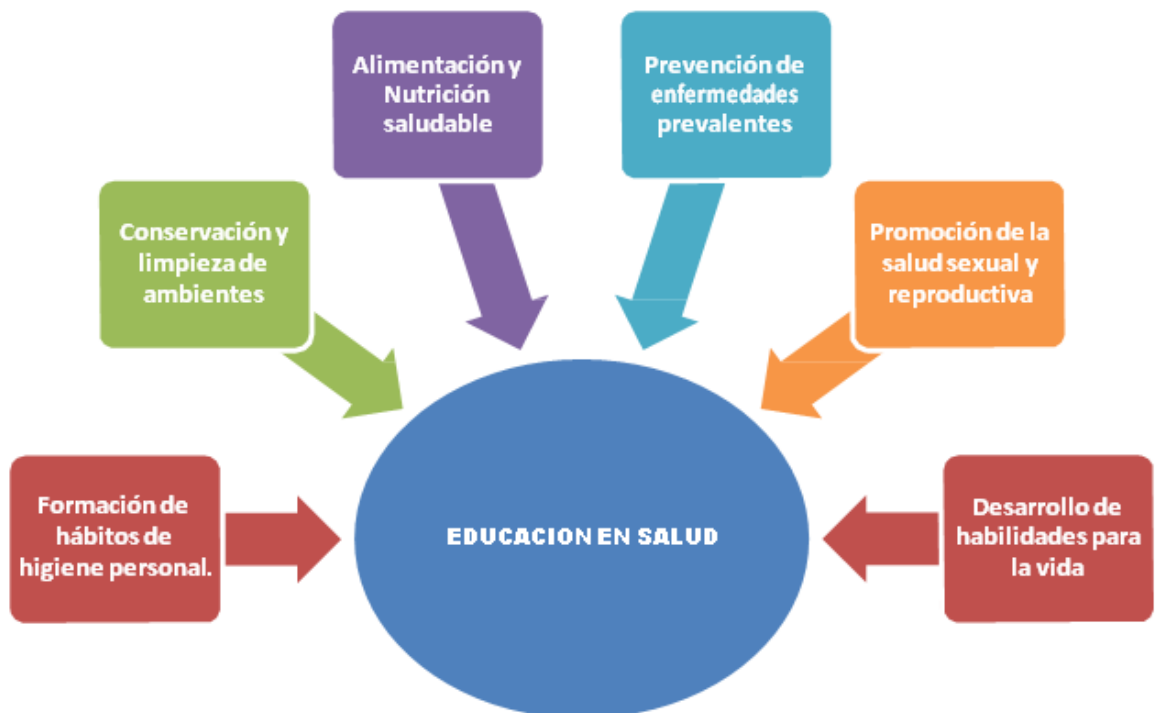 Alimentación y
Nutrición
saludable
Prevención de
enfermedades
prevalentes
Conservación y
limpieza de
ambientes
Promoción de la
salud sexual y
reproductiva
Formación de
hábitos de
higiene personal.
EDUCACION EN SALUD
Desarrollo de
habilidades para
la vida